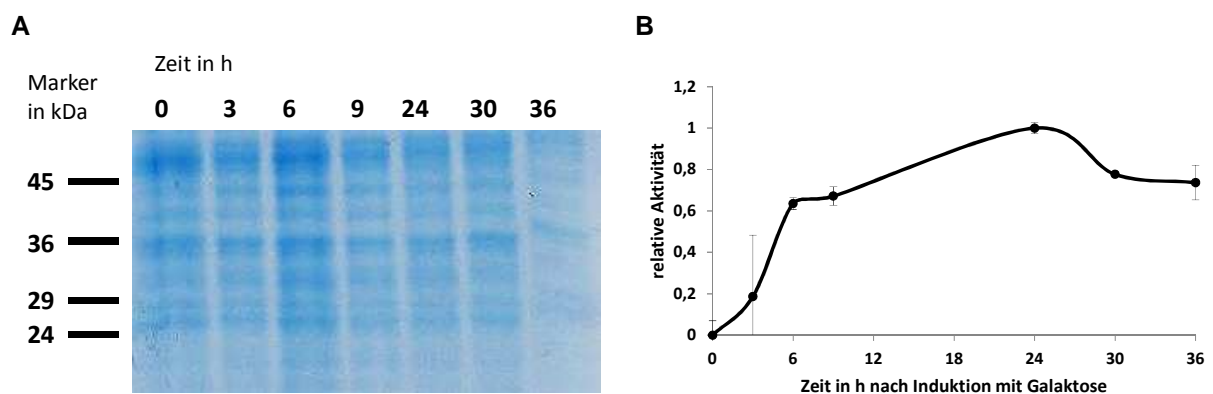 A
Zeit in h
Marker
in kDa
0 3 6 9 24 30 36
45
36
29
24
B
1,2
1
0,8
0,6
0,4
0,2
0
relative Aktivität
0 6 12 18 24 30 36
Zeit in h nach Induktion mit Galaktose